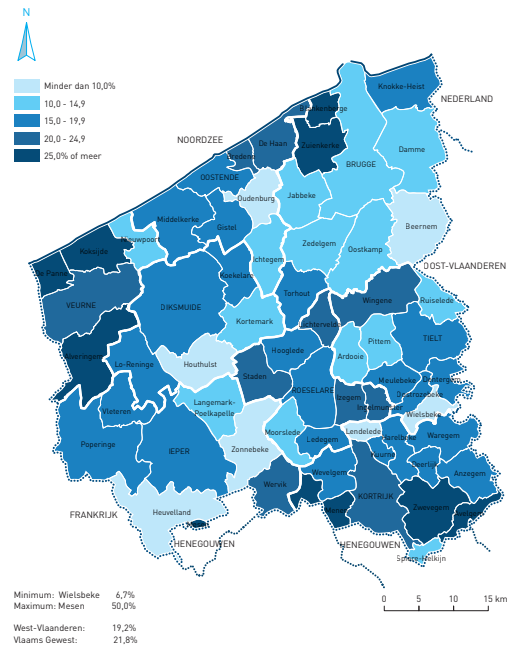 N
Minder dan 10,0%
10,0 - 14,9
15,0 - 19,9
20,0 - 24,9
25,0% of meer
NEDERLAND
NOORDZEE
OOST-VLAANDEREN
FRANKRIJK
HENEGOUWEN
HENEGOUWEN
Knokke-Heist
Blankenberge
Zuienkerke
De Haan
Bredene
BRUGGE
Damme
OOSTENDE
Oudenburg
Jabbeke
Beernem
Middelkerke
Gistel
Nieuwpoort
Zedelgem
Oostkamp
Ichtegem
Koksijde
De Panne
Koekelare
Torhout
Wingene
Ruiselede
VEURNE
DIKSMUIDE
Kortemark
Lichtervelde
Pittem
TIELT
Ardooie
Hooglede
Alveringem
Lo-Reninge
Houthulst
Staden
Meulebeke
Dentergem
Oostrozebeke
ROESELARE
Izegem
Ingelmunster
Wielsbeke
Langemark-
Poelkapelle
Vleteren
Moorslede
Ledegem
Lendelede
Harelbeke
Waregem
Poperinge
IEPER
Zonnebeke
Kuurne
Deerlijk
Anzegem
Wevelgem
Wervik
KORTRIJK
Menen
Zwevegem
Avelgem
Heuvelland
Spiere-Helkijn
Minimum: Wielsbeke 6,7%
Maximum: Mesen 50,0%
West-Vlaanderen: 19,2%
Vlaams Gewest: 21,8%
0 5 10 15 km